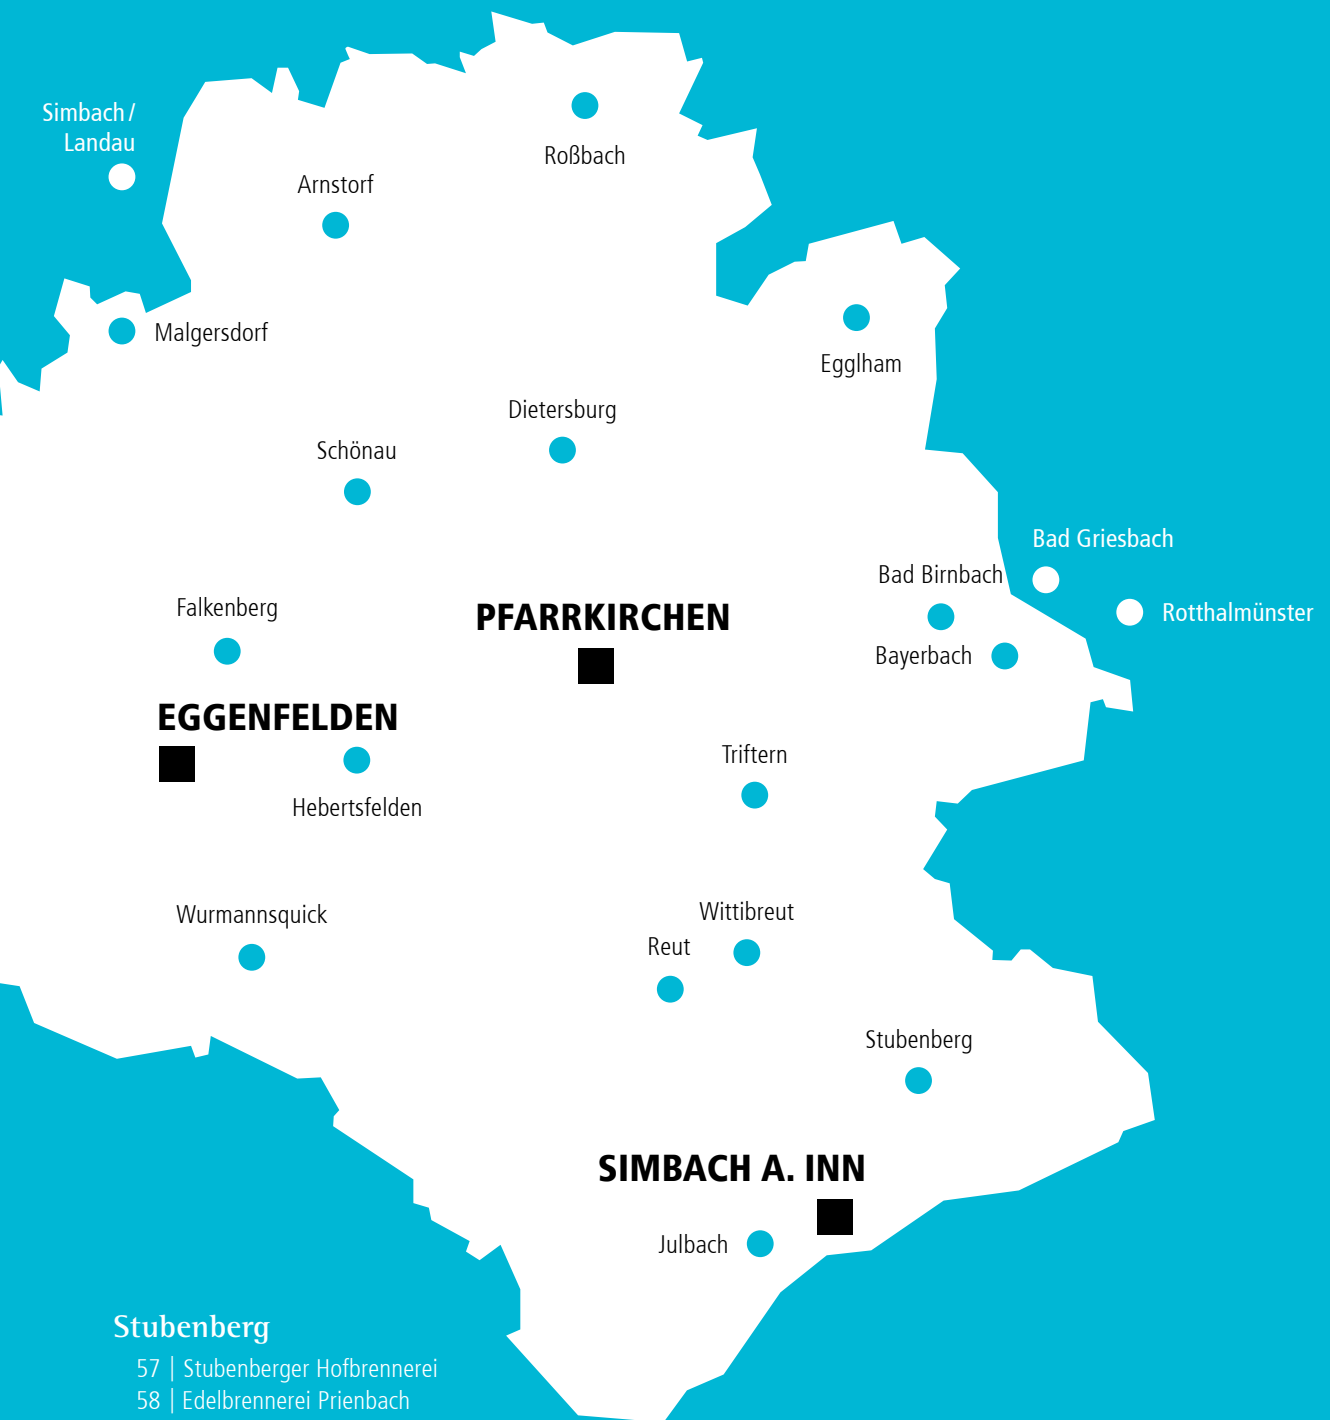 Simbach /
Landau
Roßbach
Arnstorf
Malgersdorf
Egglham
Dietersburg
Schönau
Bad Griesbach
Bad Birnbach
Rotthalmünster
Falkenberg
PFARRKIRCHEN
Bayerbach
EGGENFELDEN
Triftern
Hebertsfelden
Wurmannsquick
Wittibreut
Reut
Stubenberg
SIMBACH A. INN
Julbach
Stubenberg
57 | Stubenberger Hofbrennerei
58 | Edelbrennerei Prienbach